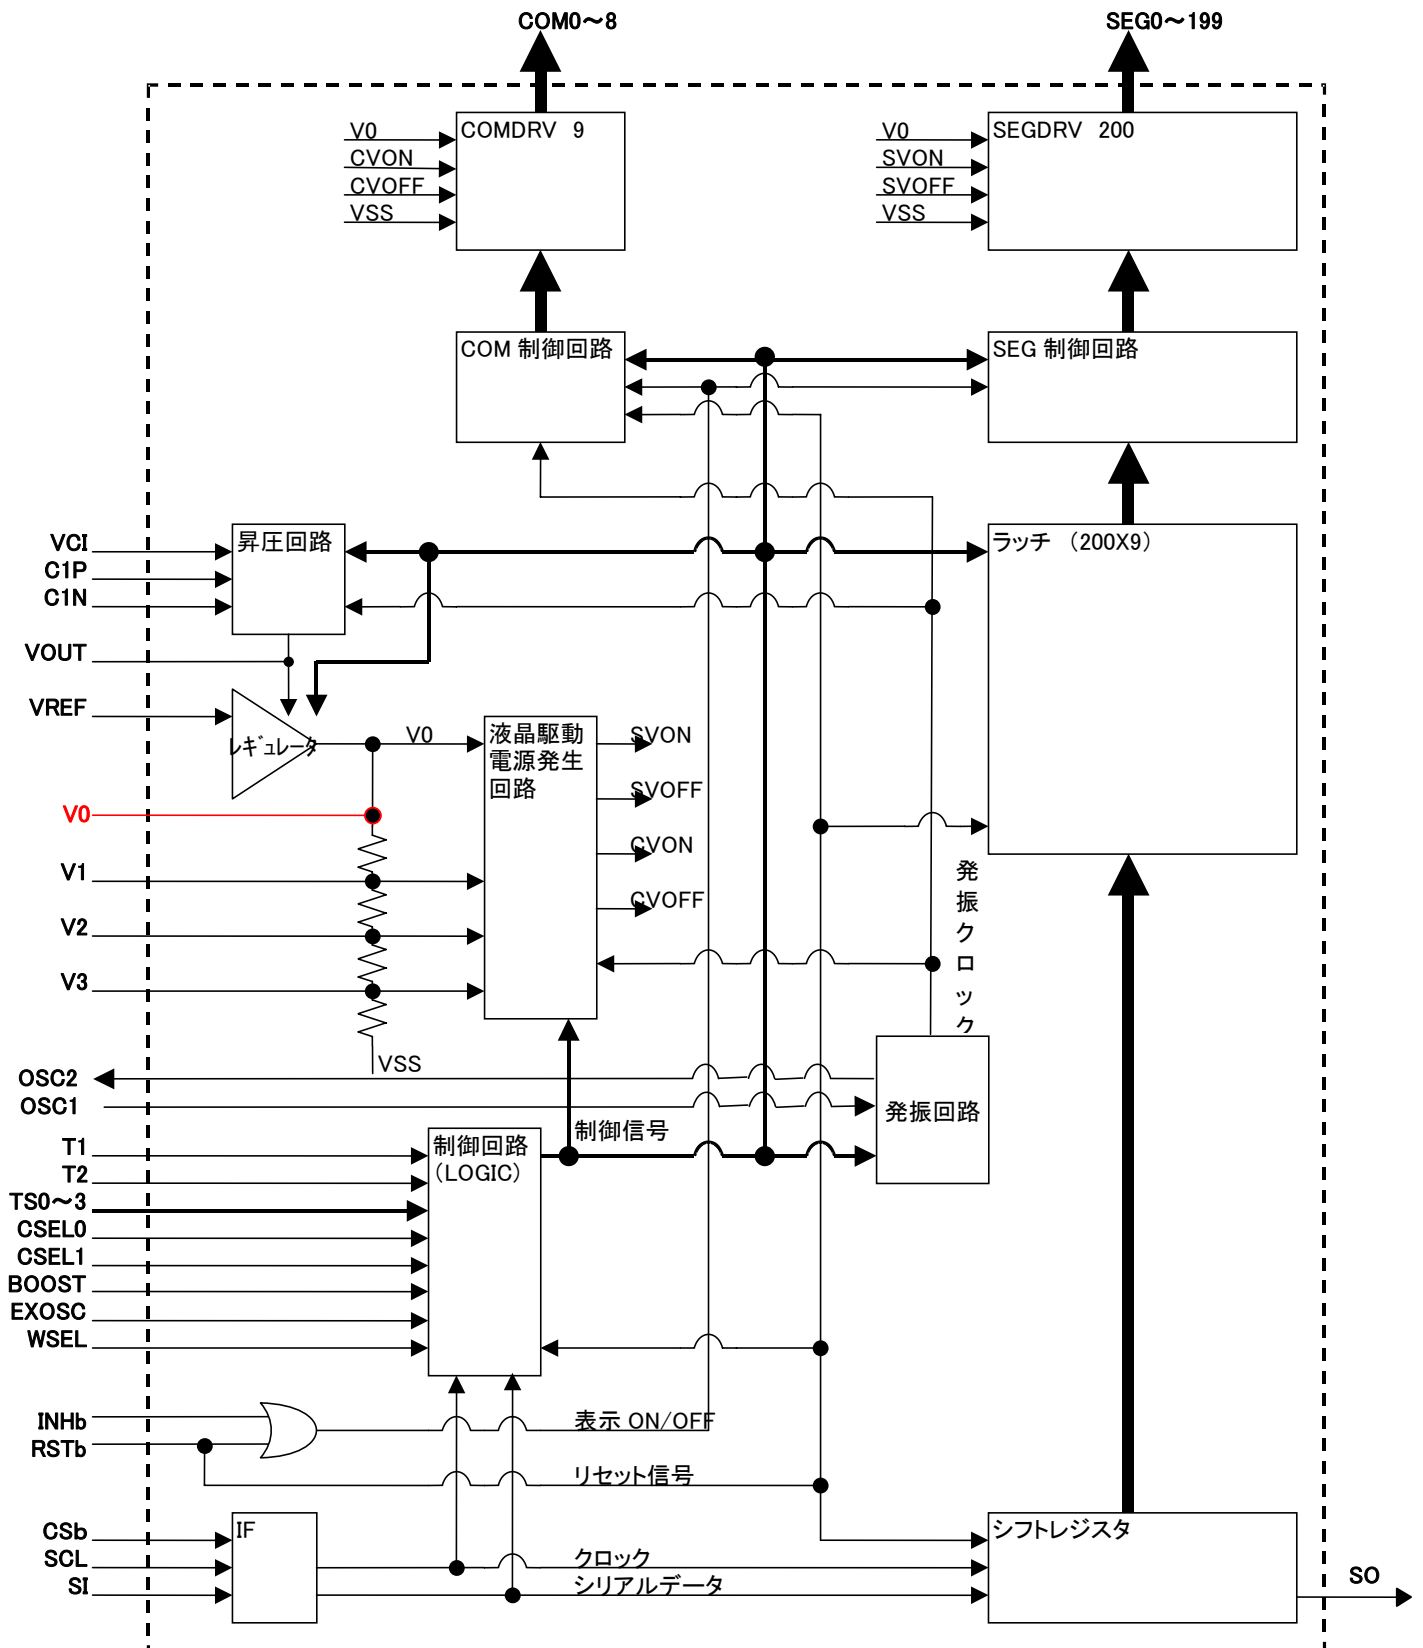 COM0～8
SEG0～199
V0
CVON
CVOFF
VSS
COMDRV 9
V0
SVON
SVOFF
VSS
SEGDRV 200
COM 制御回路
SEG 制御回路
VCI
C1P
C1N
昇圧回路
ラッチ （200X9）
VOUT
VREF
レギュレータ
V0
液晶駆動
電源発生
回路
SVON
SVOFF
CVON
CVOFF
V0
V1
V2
V3
VSS
発振クロック
OSC2
OSC1
発振回路
T1
T2
TS0～3
CSEL0
CSEL1
BOOST
EXOSC
WSEL
制御回路
（LOGIC）
制御信号
INHb
RSTb
表示 ON/OFF
リセット信号
CSb
SCL
SI
IF
クロック
シリアルデータ
シフトレジスタ
SO